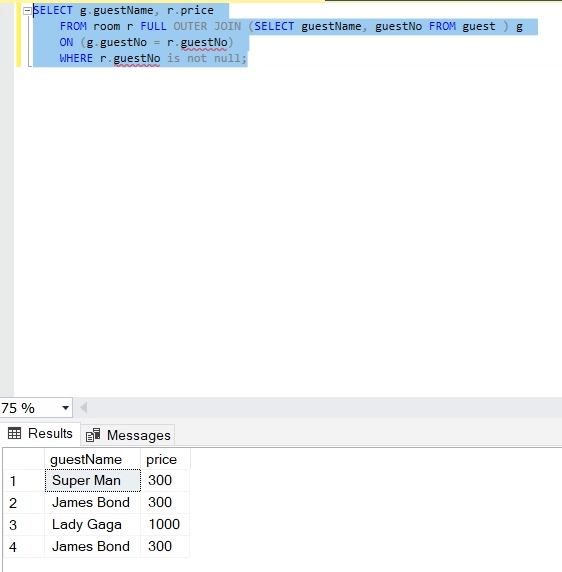 SELECT g.guestName, r.price
FROM room r FULL OUTER JOIN (SELECT guestName, guestNo FROM guest ) g
ON (g.guestNo = r.guestNo)
WHERE r.guestNo is not null;
75 %
Results Messages
guestName price
1 Super Man 300
2 James Bond 300
3 Lady Gaga 1000
4 James Bond 300